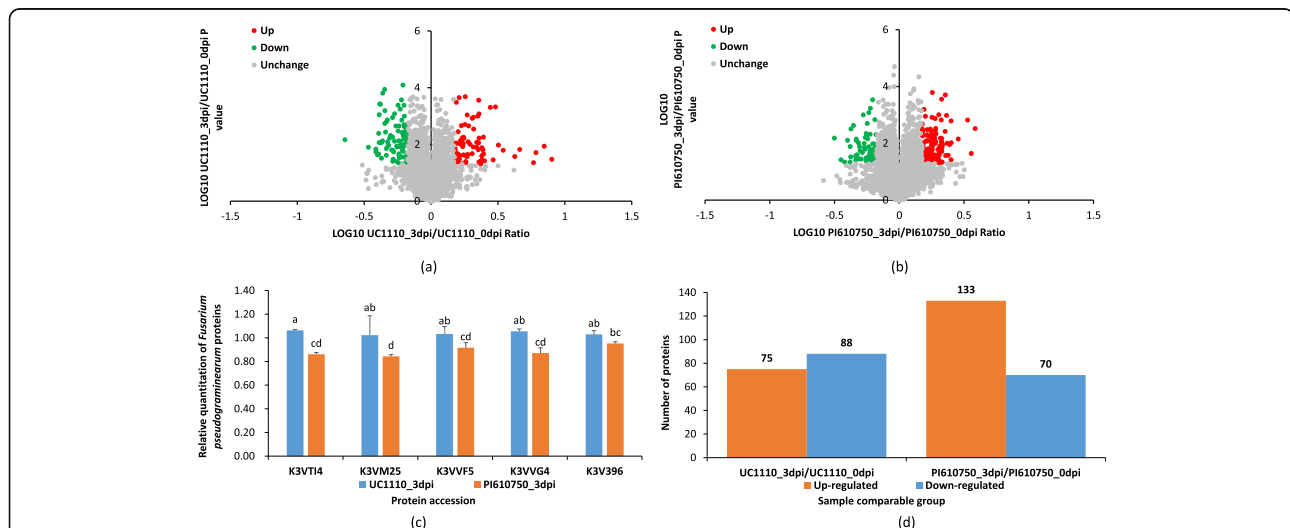 6
Up
Down
Unchange
LOG10 UC1110_3dpi/UC1110_0dpi P
value
4
2
0
-1.5
-1
-0.5
0
0.5
1
1.5
LOG10 UC1110_3dpi/UC1110_0dpi Ratio
(a)
6
Up
Down
Unchange
LOG10
PI610750_3dpi/PI610750_0dpi P
value
4
2
0
-1.5
-1
-0.5
0
0.5
1
1.5
LOG10 PI610750_3dpi/PI610750_0dpi Ratio
(b)
Relative quantitation of Fusarium
pseudograminearum proteins
1.40
1.20
1.00
0.80
0.60
0.40
0.20
0.00
a
cd
ab
d
ab
cd
ab
cd
ab
bc
K3VTI4
K3VM25
K3VVF5
K3VVG4
K3V396
UC1110_3dpi
PI610750_3dpi
Protein accession
(c)
Number of proteins
140
120
100
80
60
40
20
0
75
88
133
70
UC1110_3dpi/UC1110_0dpi
PI610750_3dpi/PI610750_0dpi
Up-regulated
Down-regulated
Sample comparable group
(d)